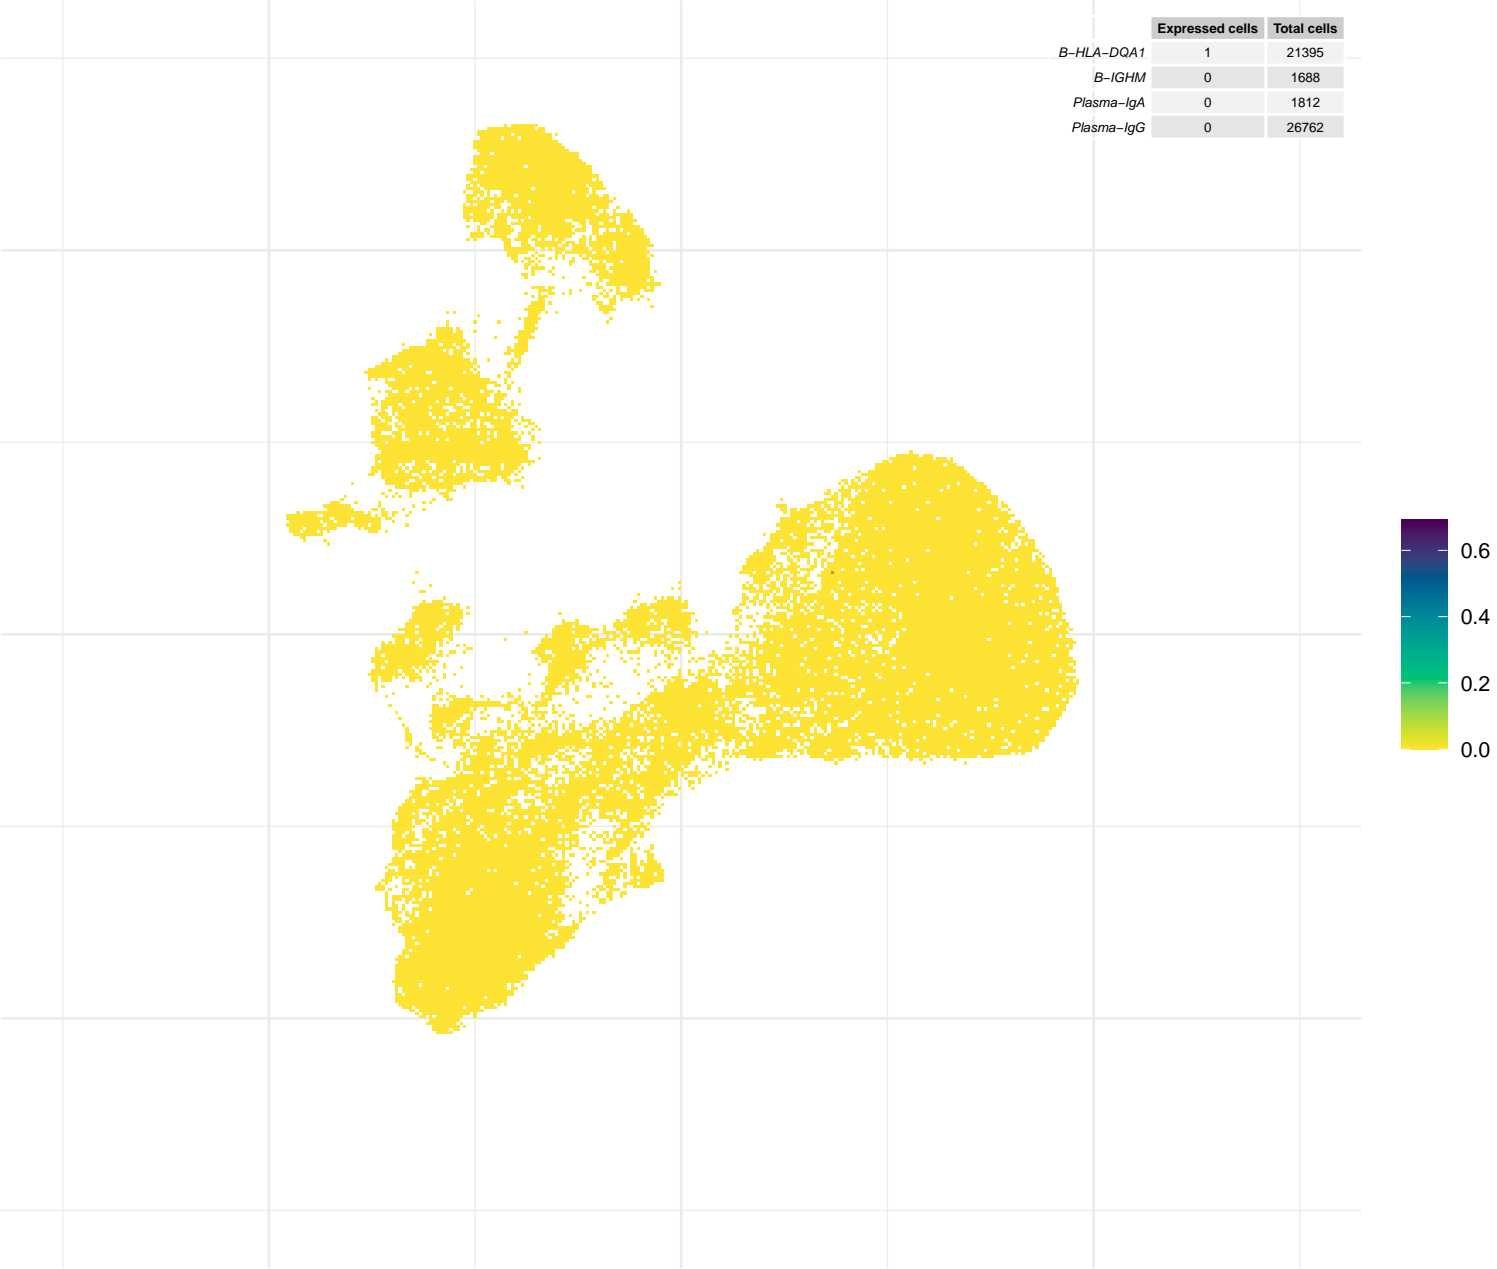 Expressed cells Total cells
B−HLA−DQA1 1 21395
B−IGHM 0 1688
Plasma−IgA 0 1812
Plasma−IgG 0 26762
0.6
0.4
0.2
0.0